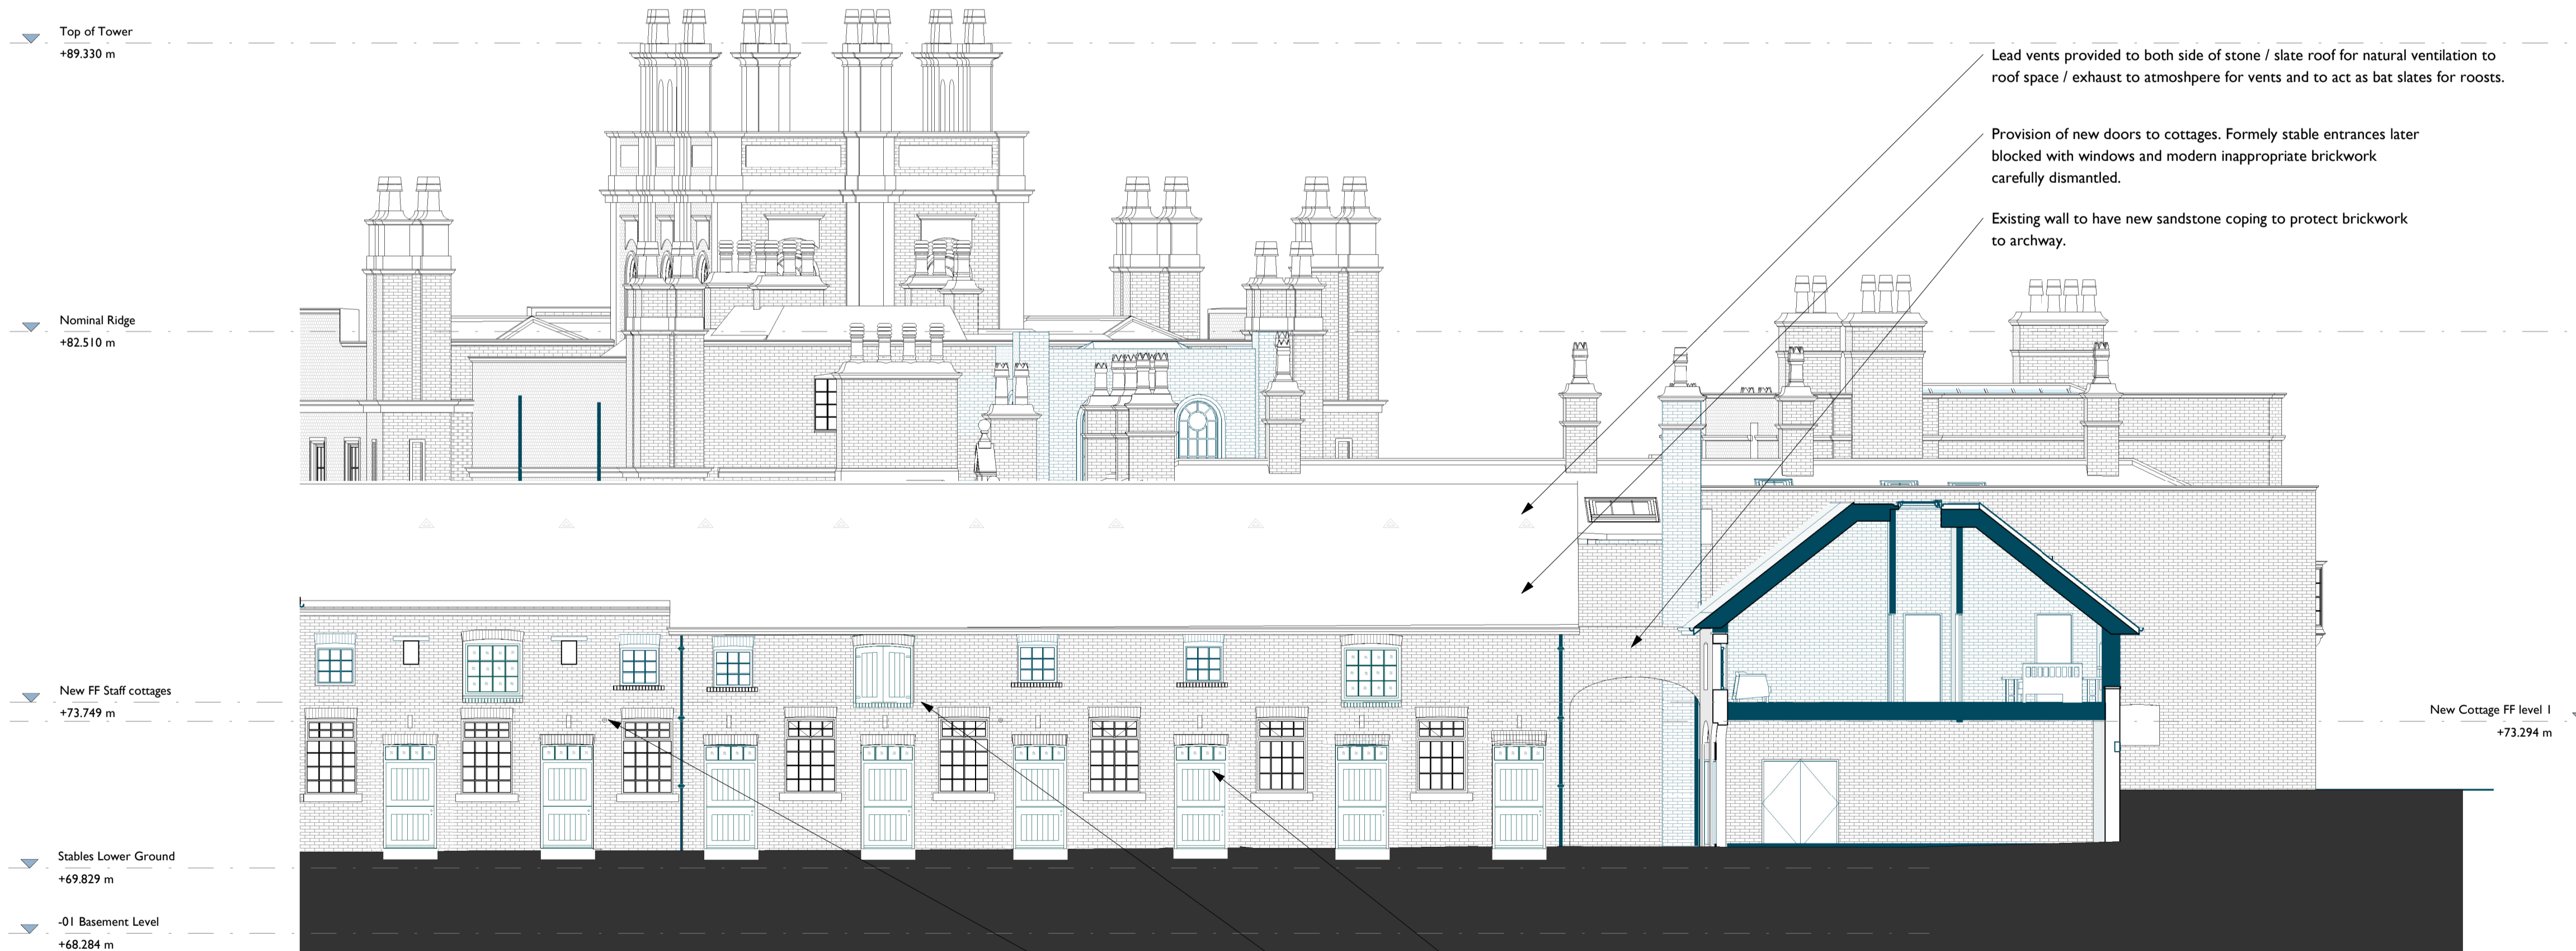 Top of Tower
+89.330 m
Lead vents provided to both side of stone / slate roof for natural ventilation to
roof space / exhaust to atmoshpere for vents and to act as bat slates for roosts.
Provision of new doors to cottages. Formely stable entrances later
blocked with windows and modern inappropriate brickwork
carefully dismantled.
Existing wall to have new sandstone coping to protect brickwork
to archway.
Nominal Ridge
+82.510 m
New FF Staff cottages
+73.749 m
New Cottage FF level 1
+73.294 m
Stables Lower Ground
+69.829 m
-01 Basement Level
+68.284 m